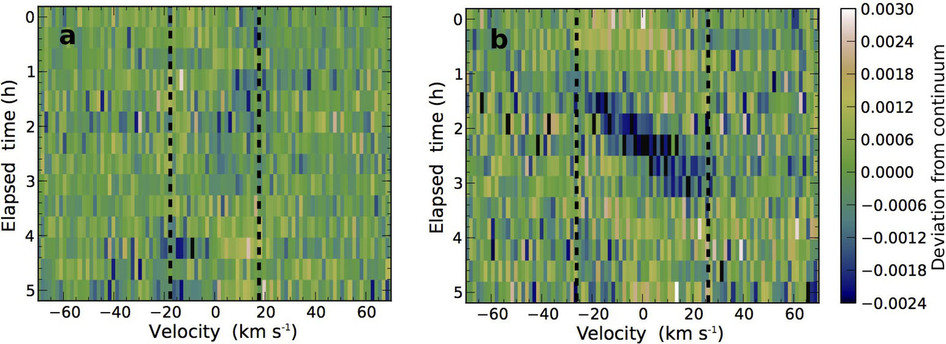 a
0
1
2
3
4
5
Elapsed time (h)
−60 −40 −20 0 20 40 60
Velocity (km s-1)
b
0
1
2
3
4
5
Elapsed time (h)
−60 −40 −20 0 20 40 60
Velocity (km s-1)
0.0030
0.0024
0.0018
0.0012
0.0006
0.0000
−0.0006
−0.0012
−0.0018
−0.0024
Deviation from continuum